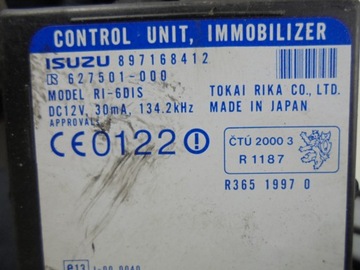 CONTROL UNIT, IMMOBILIZER
ISUZU 897168412
627501-000
MODEL RI-6DIS TOKAI RIKA CO., LTD.
DC12V, 30mA, 134.2kHz MADE IN JAPAN
APPROVAL
CE0122
ČTÚ 2000 3
R 1187
R365 1997 0
e13